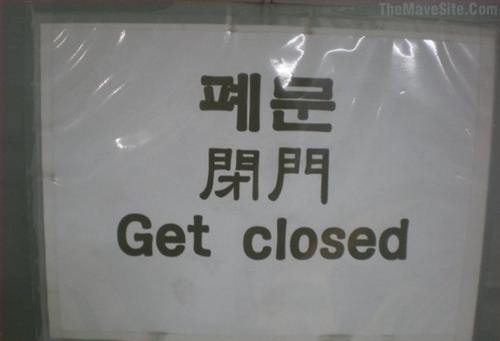 TheMaveSite.Com
폐문
閉門
Get closed